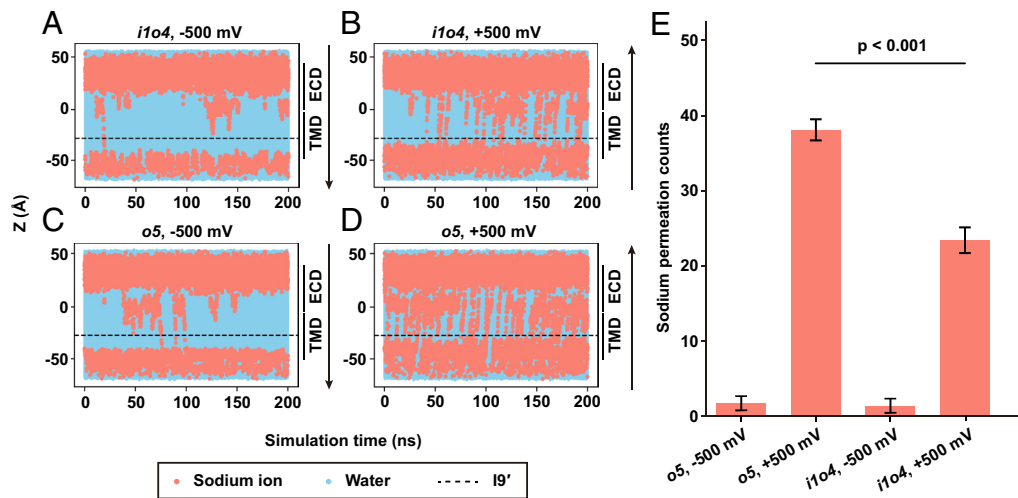 A
i1o4, -500 mV
50
0
-50
0
50
100
150
200
ECD
TMD
B
i1o4, +500 mV
50
0
-50
0
50
100
150
200
ECD
TMD
Z (Å)
C
o5, -500 mV
50
0
-50
0
50
100
150
200
ECD
TMD
D
o5, +500 mV
50
0
-50
0
50
100
150
200
ECD
TMD
Simulation time (ns)
Sodium ion
Water
I9′
E
Sodium permeation counts
50
40
30
20
10
0
p < 0.001
o5, -500 mV
o5, +500 mV
i1o4, -500 mV
i1o4, +500 mV